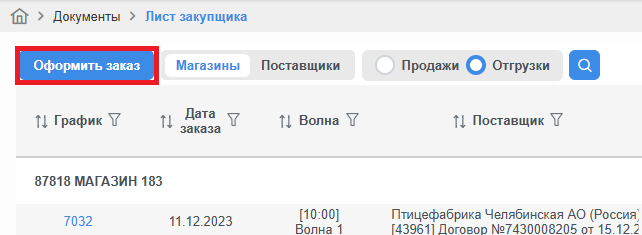 Документы > Лист закупщика
Оформить заказ Магазины Поставщики Продажи Отгрузки
График Дата заказа Волна Поставщик
87818 МАГАЗИН 183
7032 11.12.2023 [10:00] Птицефабрика Челябинская АО (Россия)
Волна 1 [43961] Договор №7430008205 от 15.12.2